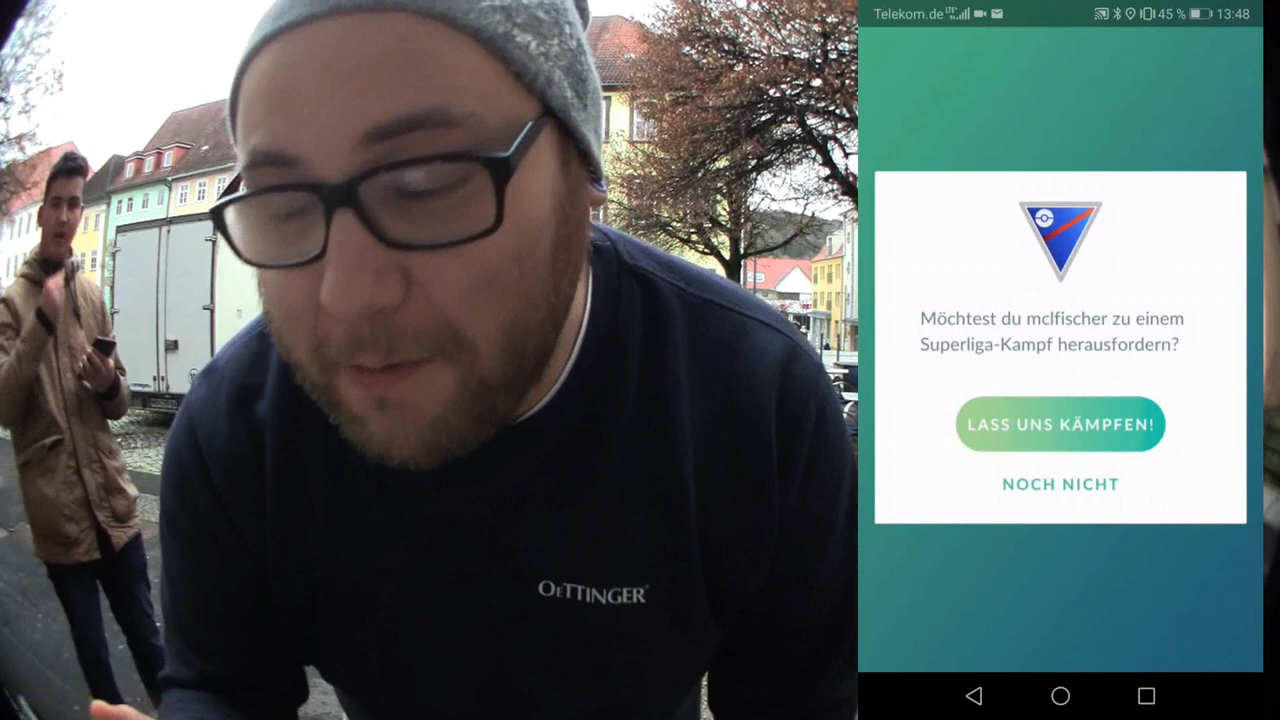 OETTINGER
Telekom.de 45 % 13:48
Möchtest du mclfischer zu einem
Superliga-Kampf herausfordern?
LASS UNS KÄMPFEN!
NOCH NICHT